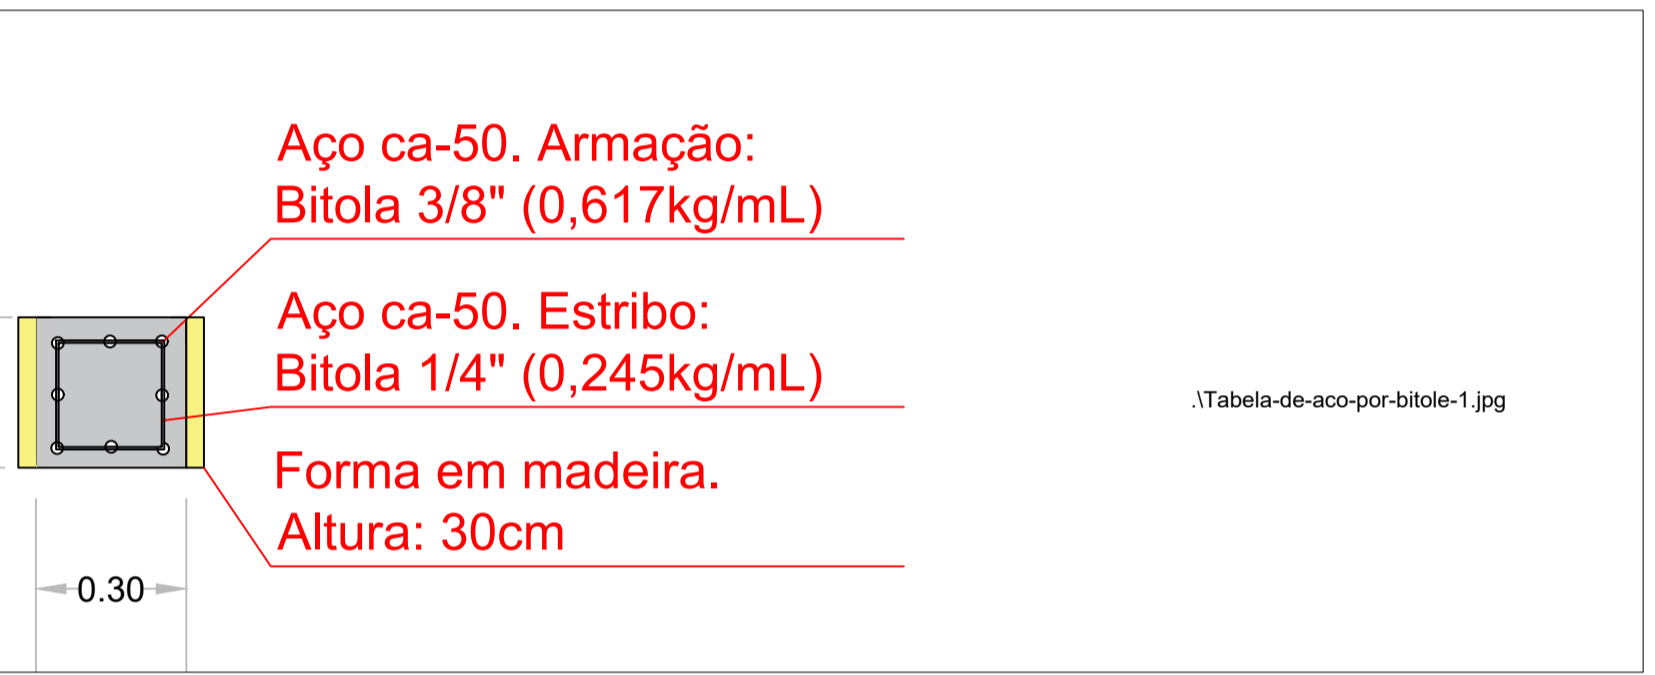 Aço ca-50. Armação:
Bitola 3/8" (0,617kg/mL)
Aço ca-50. Estribo:
Bitola 1/4" (0,245kg/mL)
.\Tabela-de-aco-por-bitole-1.jpg
Forma em madeira.
Altura: 30cm
0.30